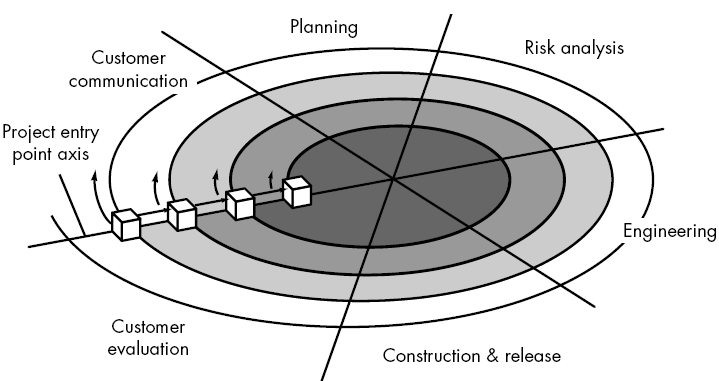 Planning
Risk analysis
Customer
communication
Project entry
point axis
Engineering
Customer
evaluation
Construction & release